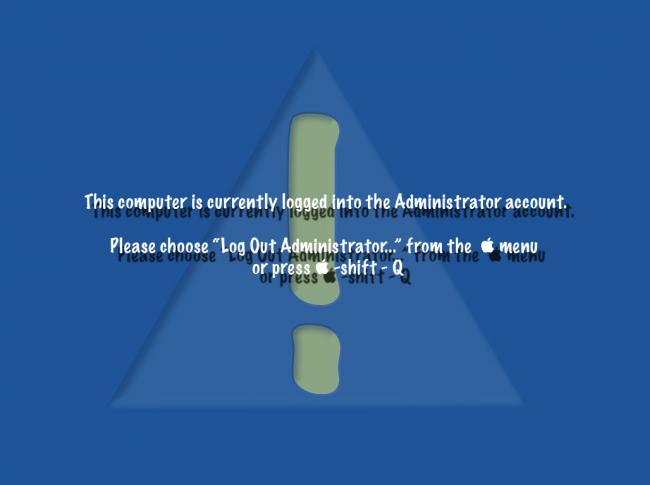 This computer is currently logged into the Administrator account.
Please choose “Log Out Administrator...” from the  menu
or press -shift - Q